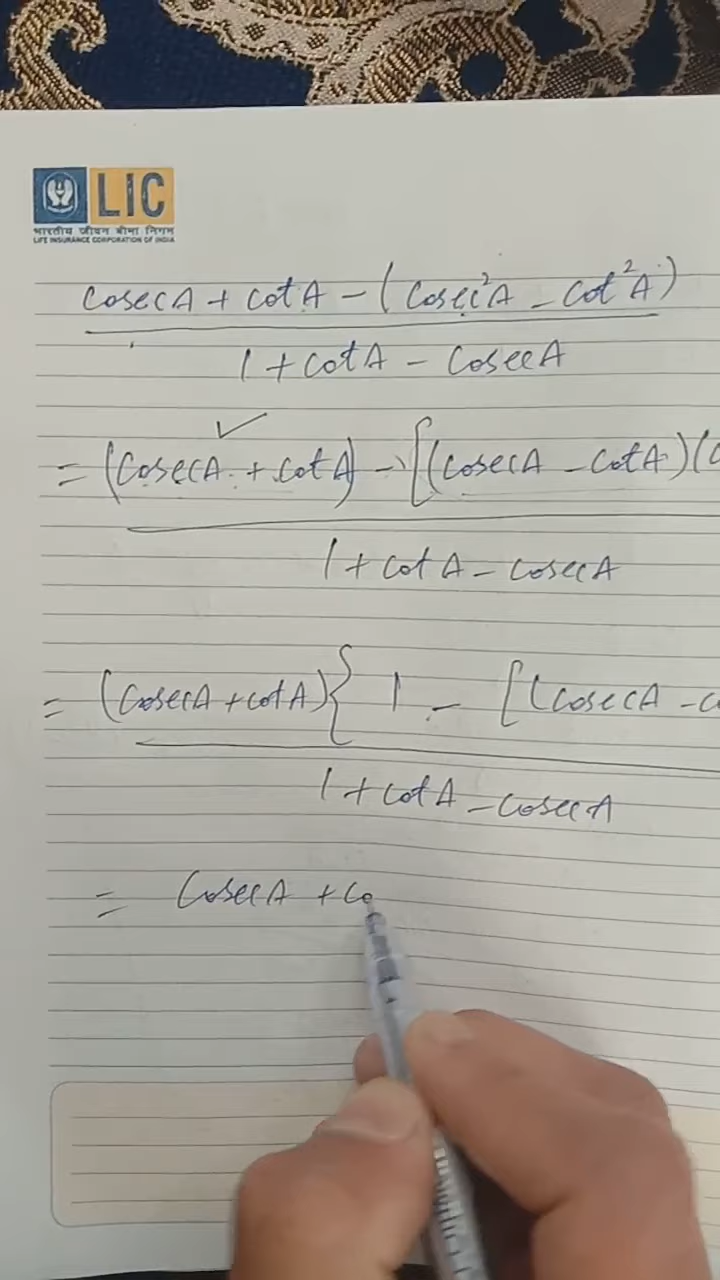 LIC
भारतीय जीवन बीमा निगम
LIFE INSURANCE CORPORATION OF INDIA
CosecA + CotA - (Cosec²A - Cot²A)
1 + CotA - CosecA
= (CosecA + CotA) - [(CosecA - CotA)(C
1 + CotA - CosecA
= (CosecA + CotA) { 1 - [(CosecA - C
1 + CotA - CosecA
= CosecA + Co